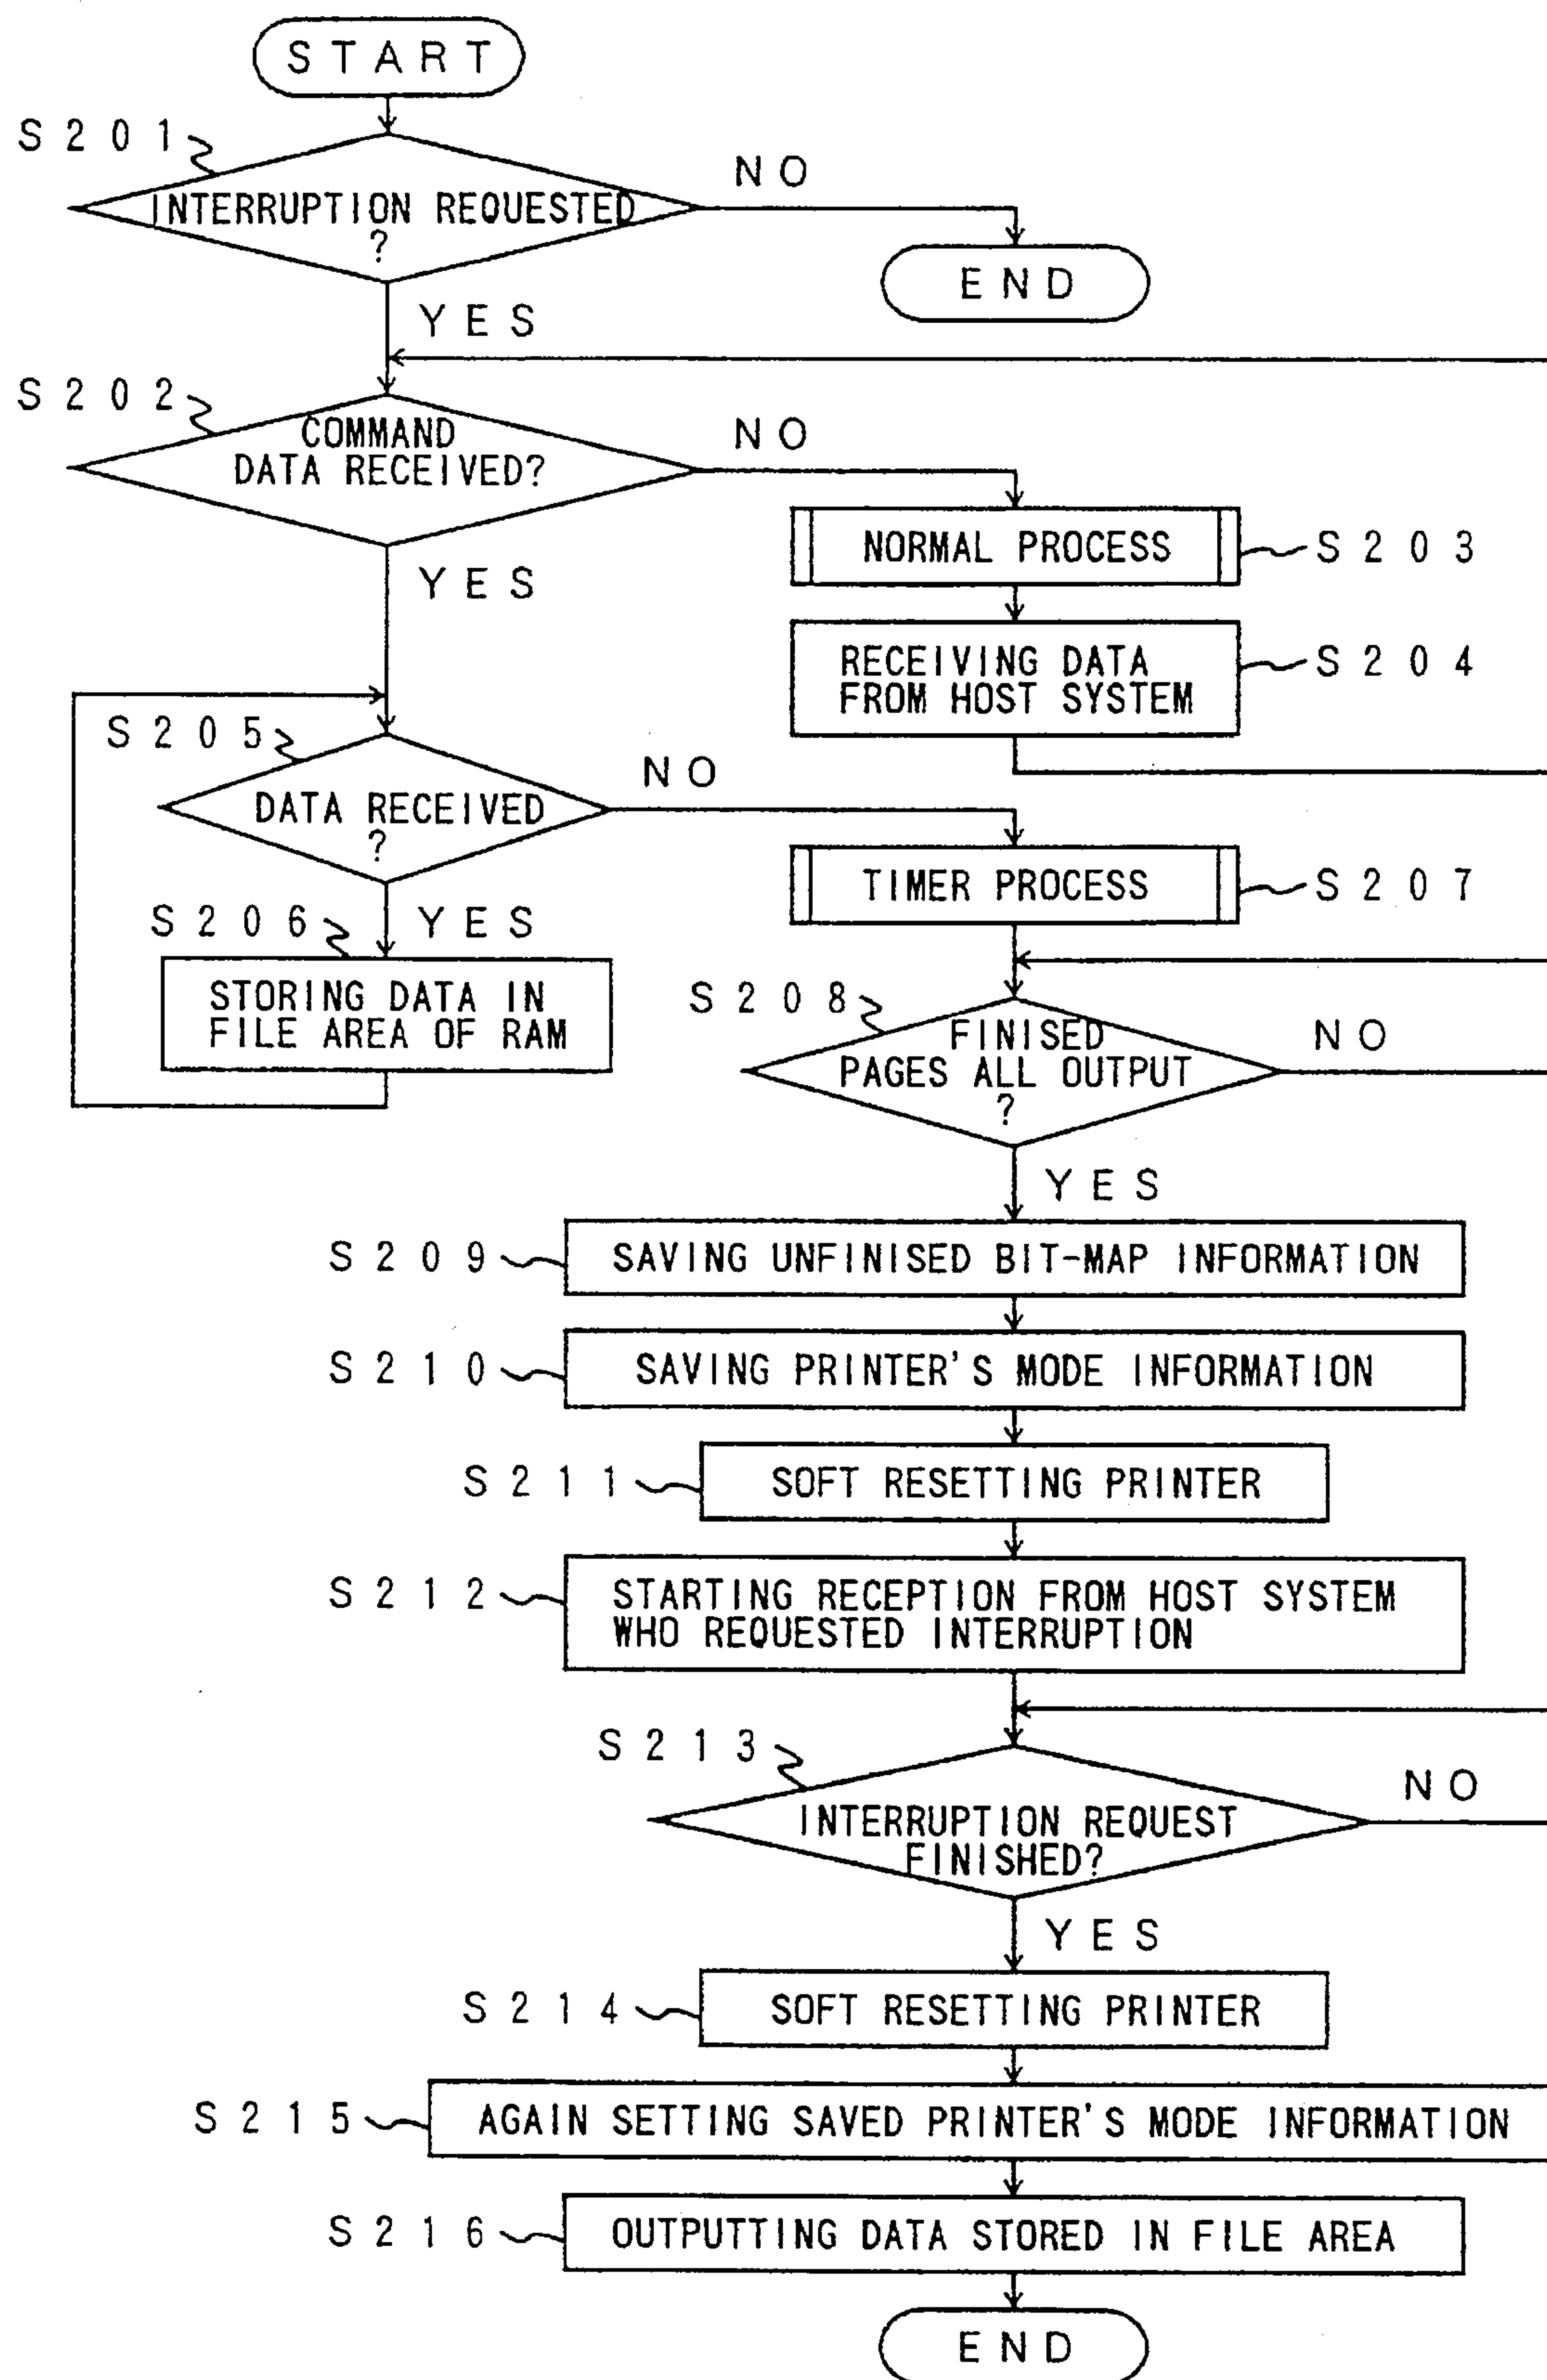 START
S201
NO
INTERRUPTION REQUESTED
?
END
YES
S202
COMMAND
DATA RECEIVED?
NO
NORMAL PROCESS
S203
YES
RECEIVING DATA
FROM HOST SYSTEM
S204
S205
NO
DATA RECEIVED
?
TIMER PROCESS
S207
S206
YES
STORING DATA IN
FILE AREA OF RAM
S208
FINISED
PAGES ALL OUTPUT
?
NO
YES
S209
SAVING UNFINISED BIT-MAP INFORMATION
S210
SAVING PRINTER'S MODE INFORMATION
S211
SOFT RESETTING PRINTER
S212
STARTING RECEPTION FROM HOST SYSTEM
WHO REQUESTED INTERRUPTION
S213
NO
INTERRUPTION REQUEST
FINISHED?
YES
S214
SOFT RESETTING PRINTER
S215
AGAIN SETTING SAVED PRINTER'S MODE INFORMATION
S216
OUTPUTTING DATA STORED IN FILE AREA
END